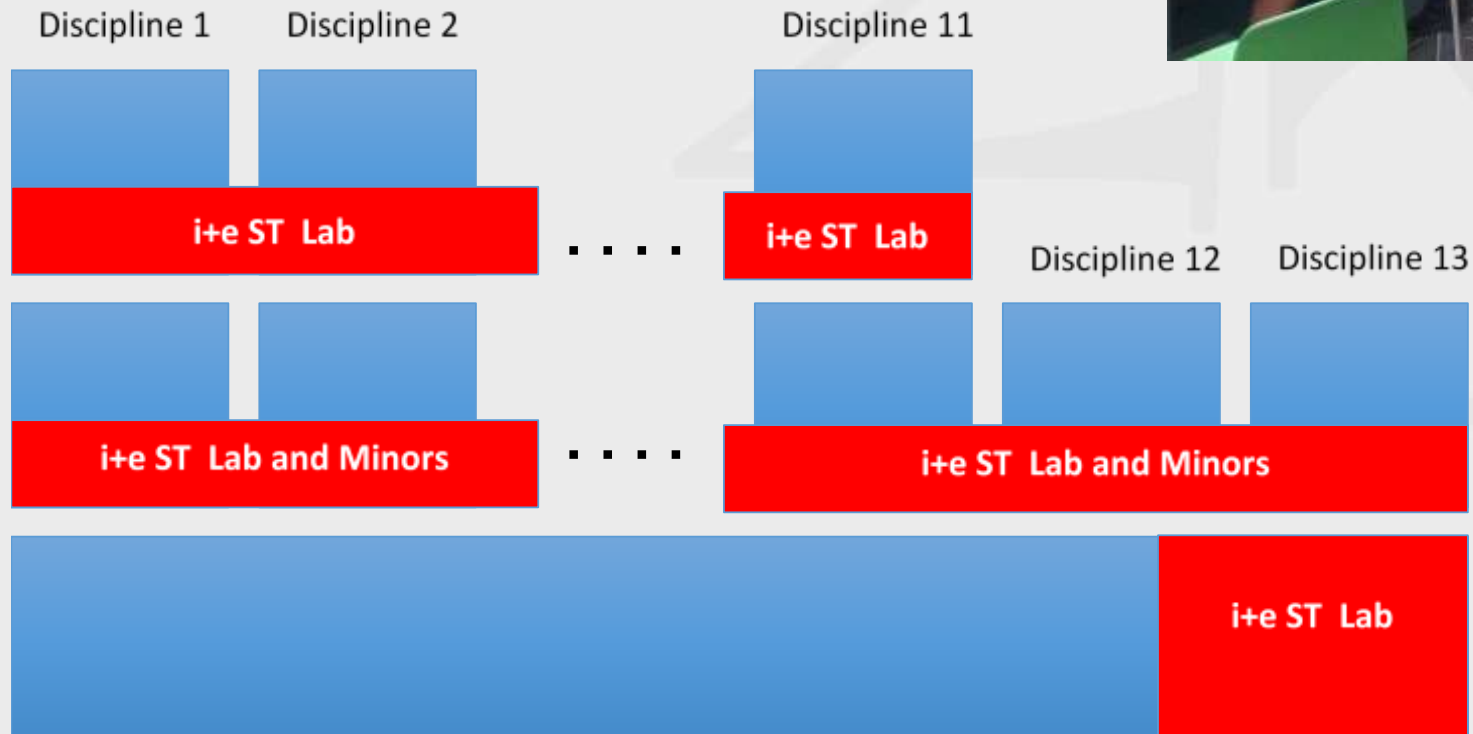 Discipline 1 Discipline 2 Discipline 11
i+e ST Lab
. . . .
i+e ST Lab
Discipline 12 Discipline 13
i+e ST Lab and Minors
. . . .
i+e ST Lab and Minors
i+e ST Lab